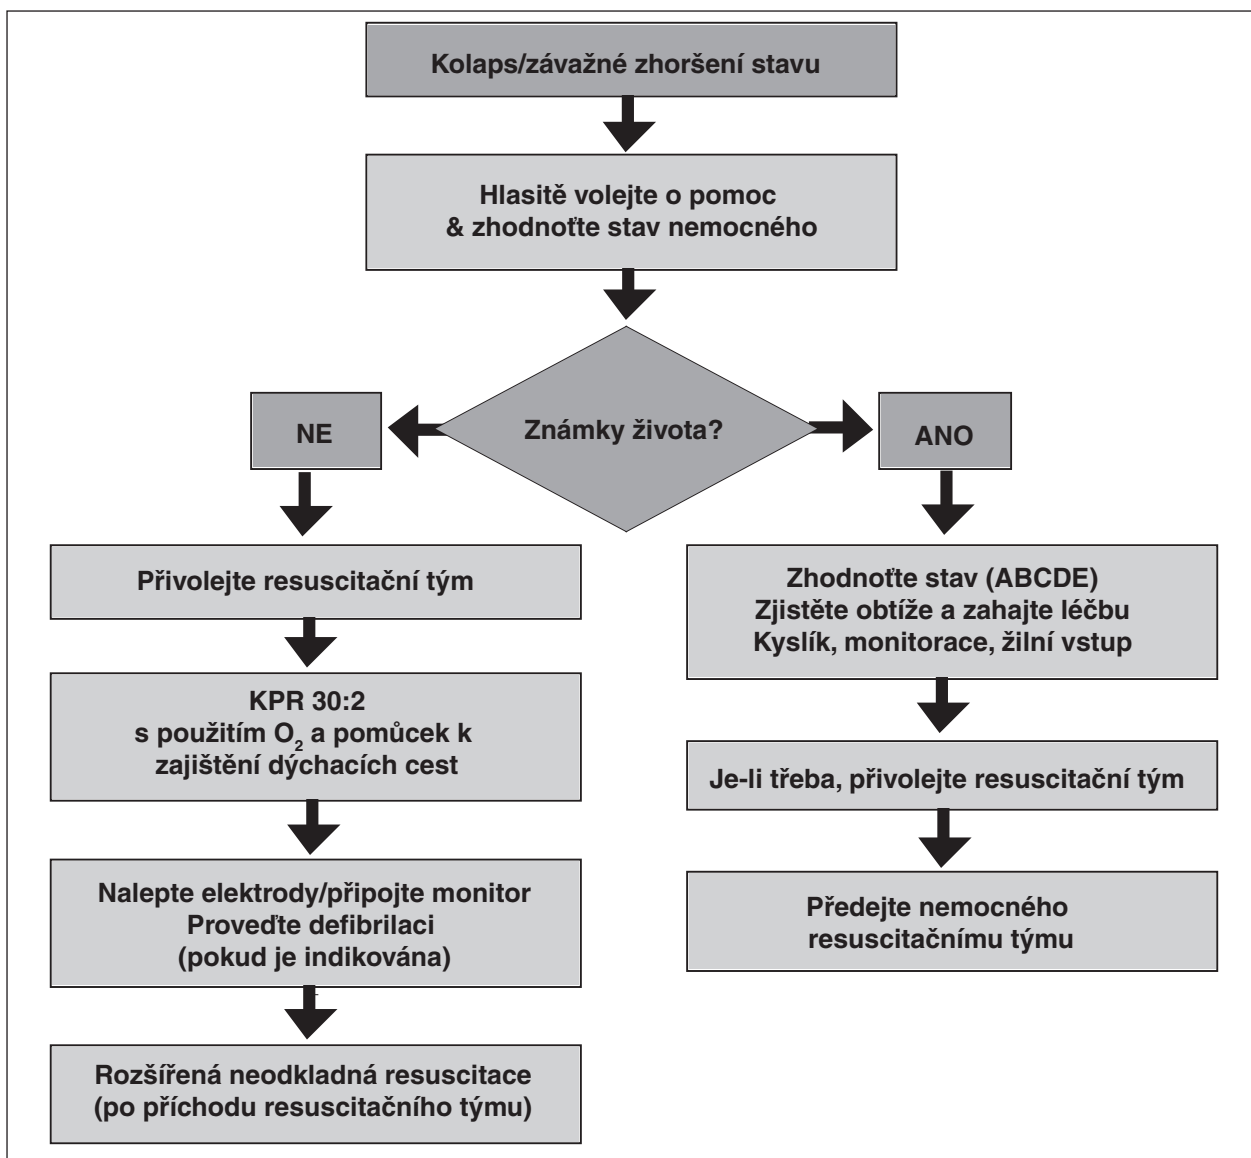 Kolaps/závažné zhoršení stavu
Hlasitě volejte o pomoc
& zhodnoťte stav nemocného
Známky života?
NE
ANO
Přivolejte resuscitační tým
KPR 30:2
s použitím O₂ a pomůcek k
zajištění dýchacích cest
Nalepte elektrody/připojte monitor
Proveďte defibrilaci
(pokud je indikována)
Rozšířená neodkladná resuscitace
(po příchodu resuscitačního týmu)
Zhodnoťte stav (ABCDE)
Zjistěte obtíže a zahajte léčbu
Kyslík, monitorace, žilní vstup
Je-li třeba, přivolejte resuscitační tým
Předejte nemocného
resuscitačnímu týmu